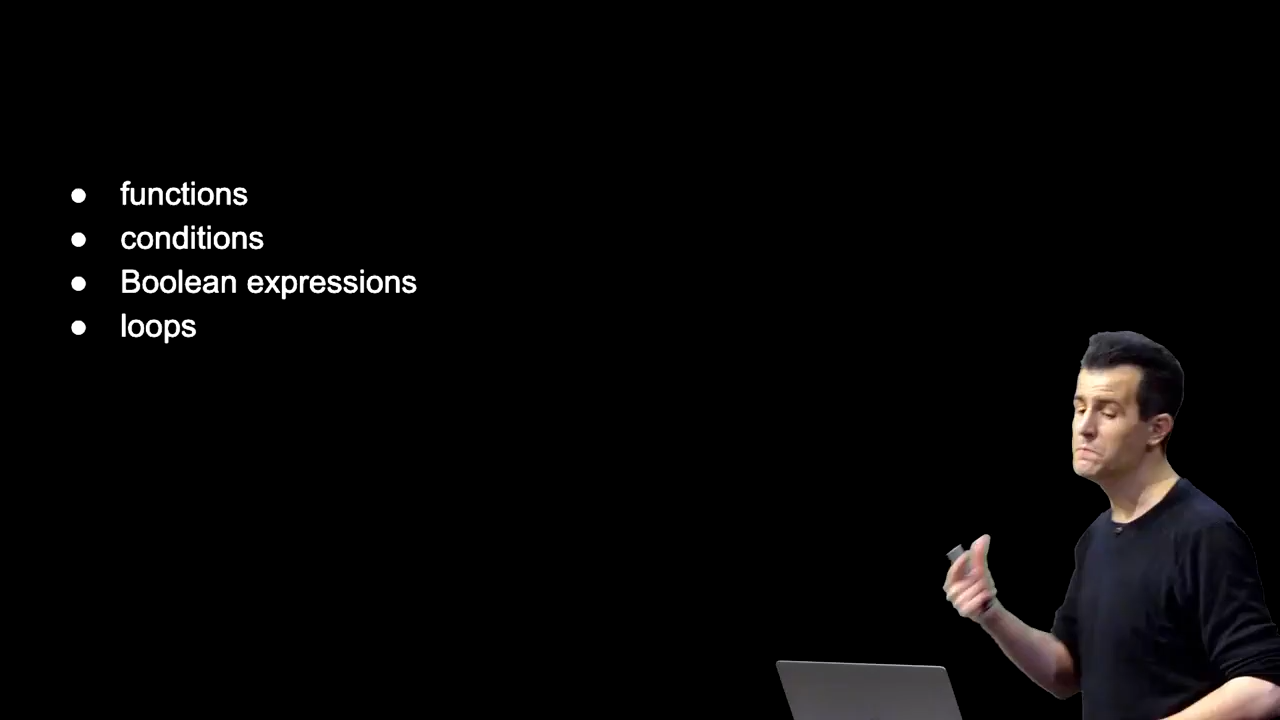 ● functions
● conditions
● Boolean expressions
● loops